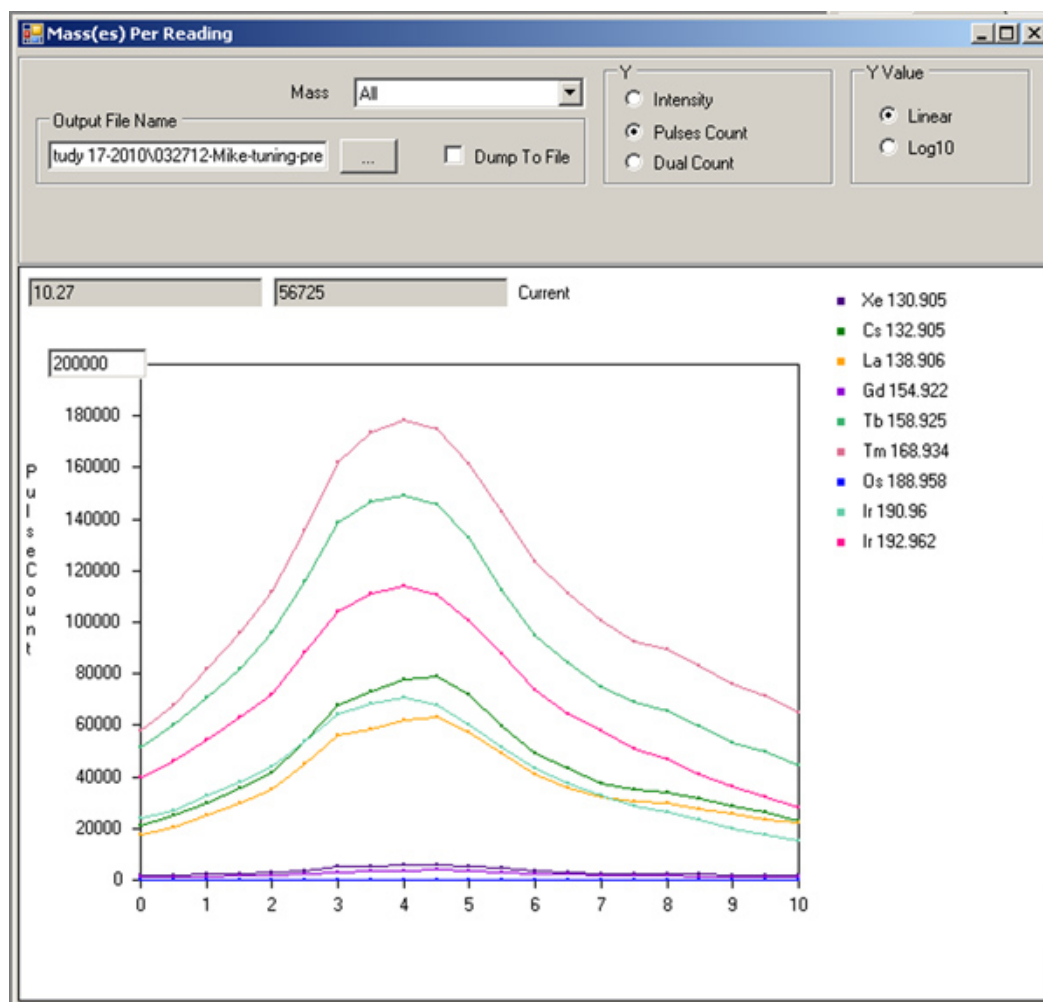 Mass(es) Per Reading
Mass All
Output File Name
tudy 17-2010\032712-Mike-tuning-pre ... Dump To File
Y
Intensity
Pulses Count
Dual Count
Y Value
Linear
Log10
10.27 56725 Current
Xe 130.905
Cs 132.905
La 138.906
Gd 154.922
Tb 158.925
Tm 168.934
Os 188.958
Ir 190.96
Ir 192.962
PulseCount
200000
180000
160000
140000
120000
100000
80000
60000
40000
20000
0
0 1 2 3 4 5 6 7 8 9 10